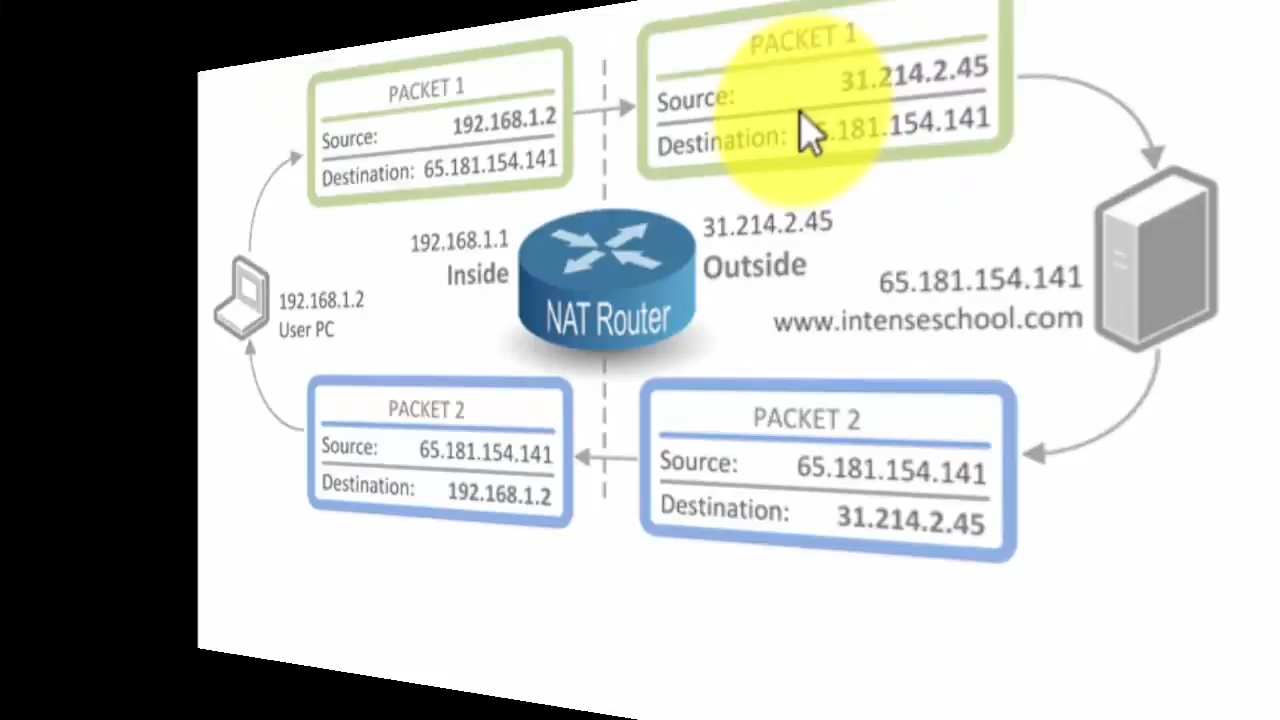 PACKET 1
Source: 192.168.1.2
Destination: 65.181.154.141
PACKET 1
Source: 31.214.2.45
Destination: .181.154.141
192.168.1.1
Inside
NAT Router
31.214.2.45
Outside
192.168.1.2
User PC
65.181.154.141
www.intenseschool.com
PACKET 2
Source: 65.181.154.141
Destination: 192.168.1.2
PACKET 2
Source: 65.181.154.141
Destination: 31.214.2.45